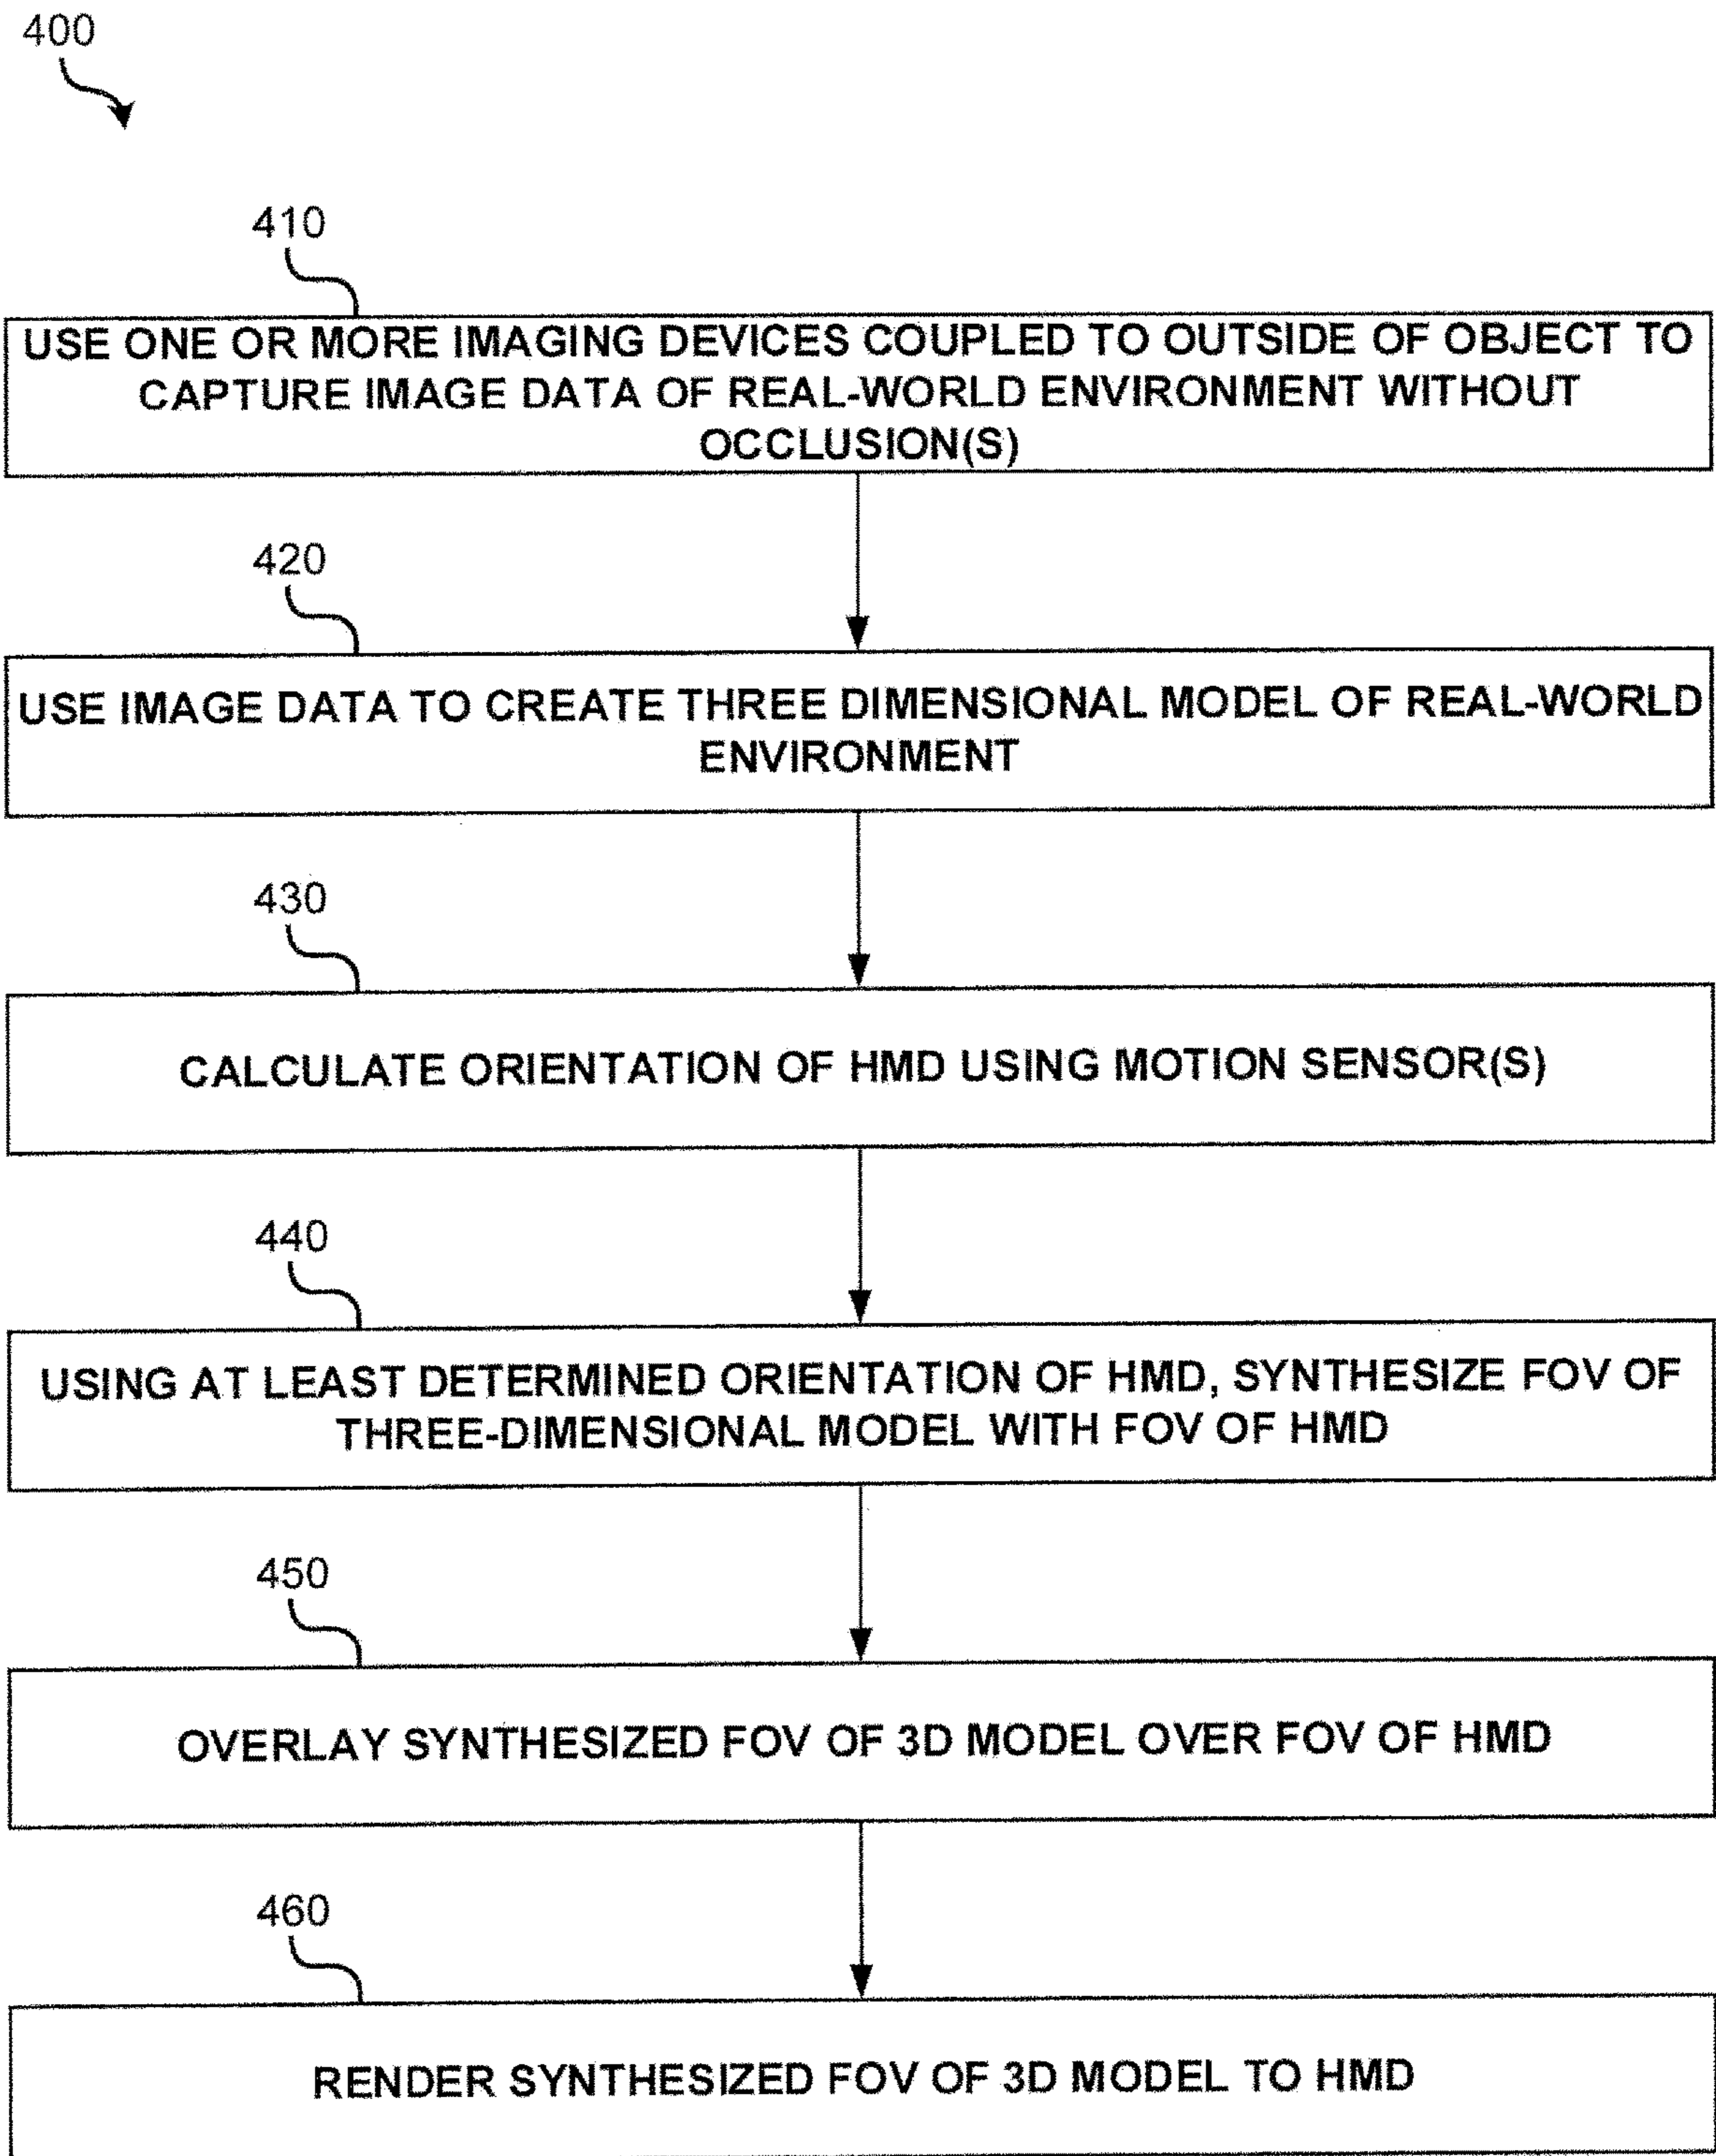 400
410
USE ONE OR MORE IMAGING DEVICES COUPLED TO OUTSIDE OF OBJECT TO
CAPTURE IMAGE DATA OF REAL-WORLD ENVIRONMENT WITHOUT
OCCLUSION(S)
420
USE IMAGE DATA TO CREATE THREE DIMENSIONAL MODEL OF REAL-WORLD
ENVIRONMENT
430
CALCULATE ORIENTATION OF HMD USING MOTION SENSOR(S)
440
USING AT LEAST DETERMINED ORIENTATION OF HMD, SYNTHESIZE FOV OF
THREE-DIMENSIONAL MODEL WITH FOV OF HMD
450
OVERLAY SYNTHESIZED FOV OF 3D MODEL OVER FOV OF HMD
460
RENDER SYNTHESIZED FOV OF 3D MODEL TO HMD